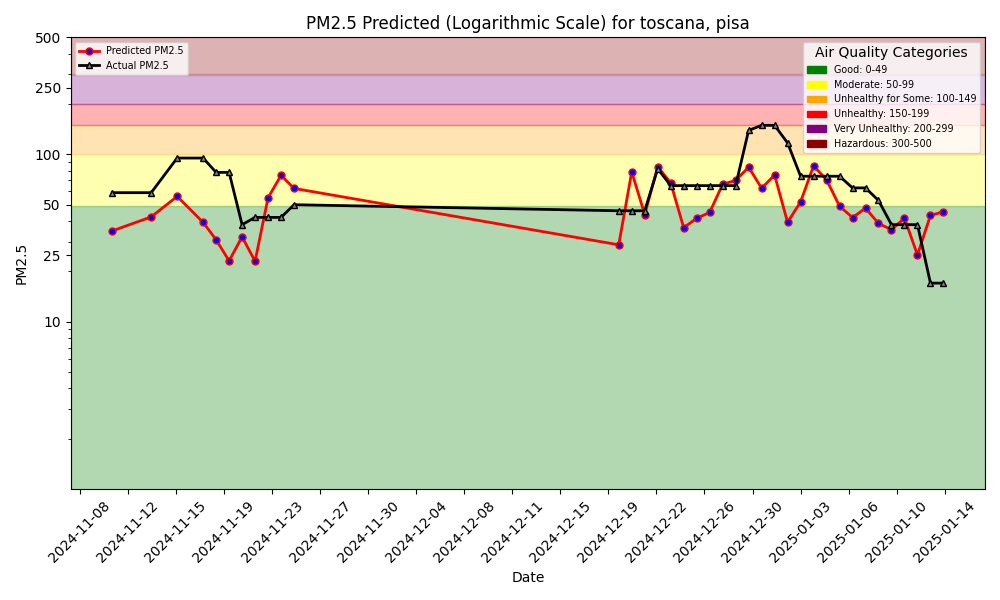 PM2.5 Predicted (Logarithmic Scale) for toscana, pisa
500
250
100
50
25
10
PM2.5
Predicted PM2.5
Actual PM2.5
Air Quality Categories
Good: 0-49
Moderate: 50-99
Unhealthy for Some: 100-149
Unhealthy: 150-199
Very Unhealthy: 200-299
Hazardous: 300-500
2024-11-08
2024-11-12
2024-11-15
2024-11-19
2024-11-23
2024-11-27
2024-11-30
2024-12-04
2024-12-08
2024-12-11
2024-12-15
2024-12-19
2024-12-22
2024-12-26
2024-12-30
2025-01-03
2025-01-06
2025-01-10
2025-01-14
Date